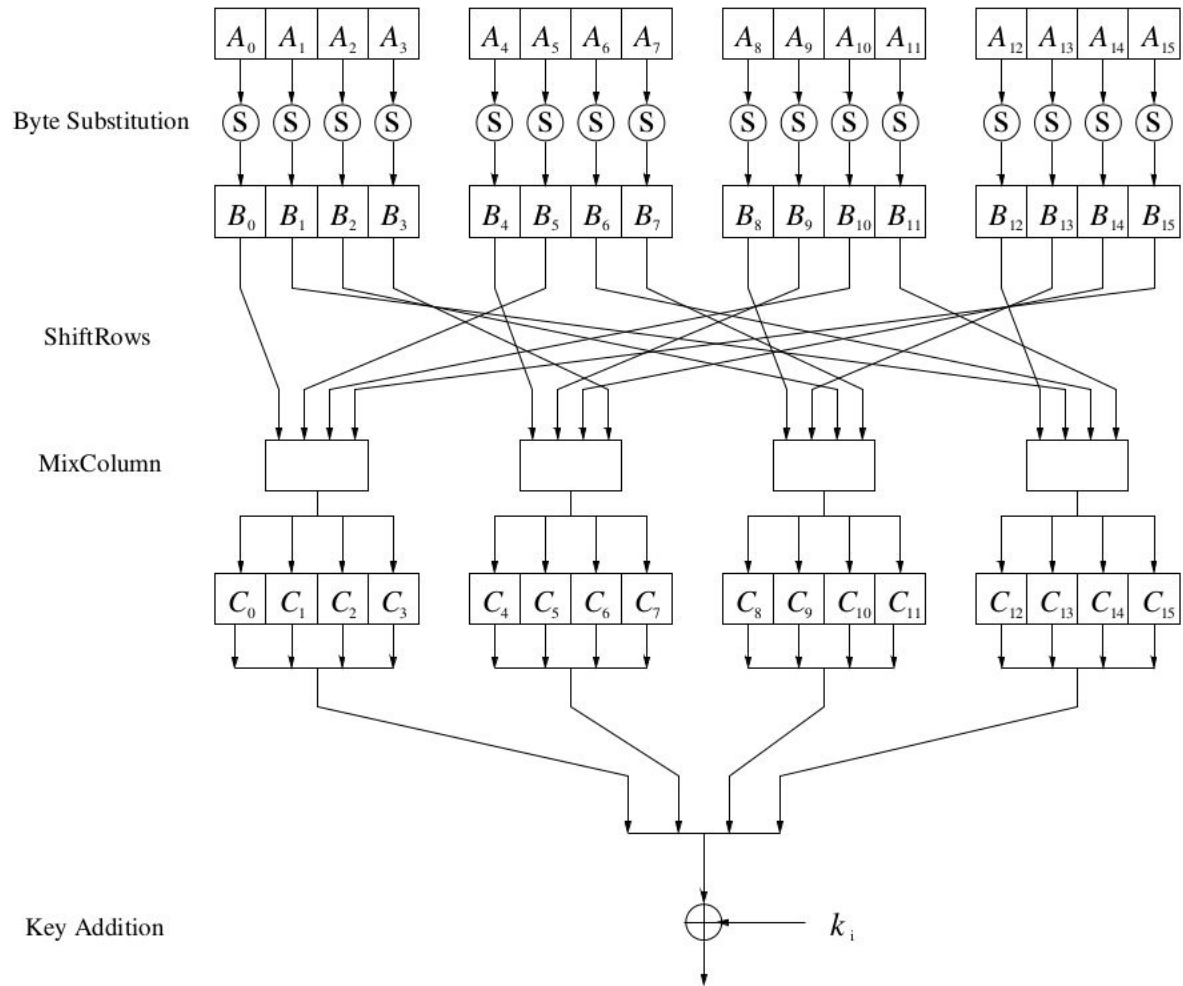 A₀ A₁ A₂ A₃ A₄ A₅ A₆ A₇ A₈ A₉ A₁₀ A₁₁ A₁₂ A₁₃ A₁₄ A₁₅
Byte Substitution S S S S S S S S S S S S S S S S
B₀ B₁ B₂ B₃ B₄ B₅ B₆ B₇ B₈ B₉ B₁₀ B₁₁ B₁₂ B₁₃ B₁₄ B₁₅
ShiftRows
MixColumn
C₀ C₁ C₂ C₃ C₄ C₅ C₆ C₇ C₈ C₉ C₁₀ C₁₁ C₁₂ C₁₃ C₁₄ C₁₅
Key Addition kᵢ